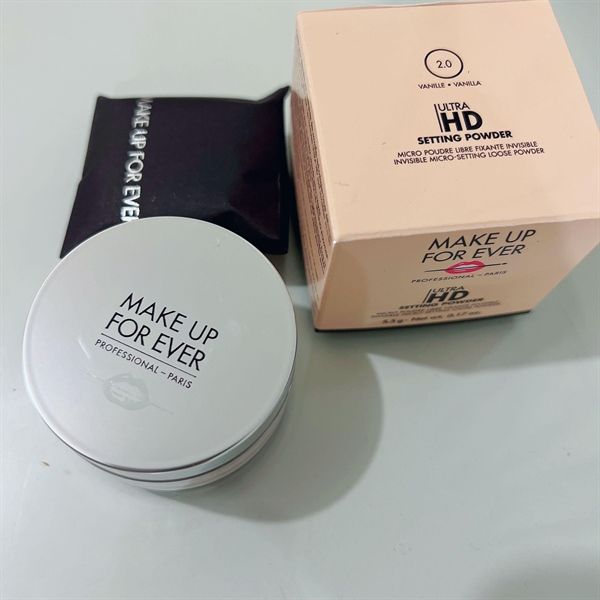 MAKE UP FOR EVER
2.0
VANILLE • VANILLA
ULTRA
HD
SETTING POWDER
MICRO POUDRE LIBRE FIXANTE INVISIBLE
INVISIBLE MICRO-SETTING LOOSE POWDER
MAKE UP
FOR EVER
PROFESSIONAL – PARIS
ULTRA
HD
SETTING POWDER
MAKE UP
FOR EVER
PROFESSIONAL – PARIS